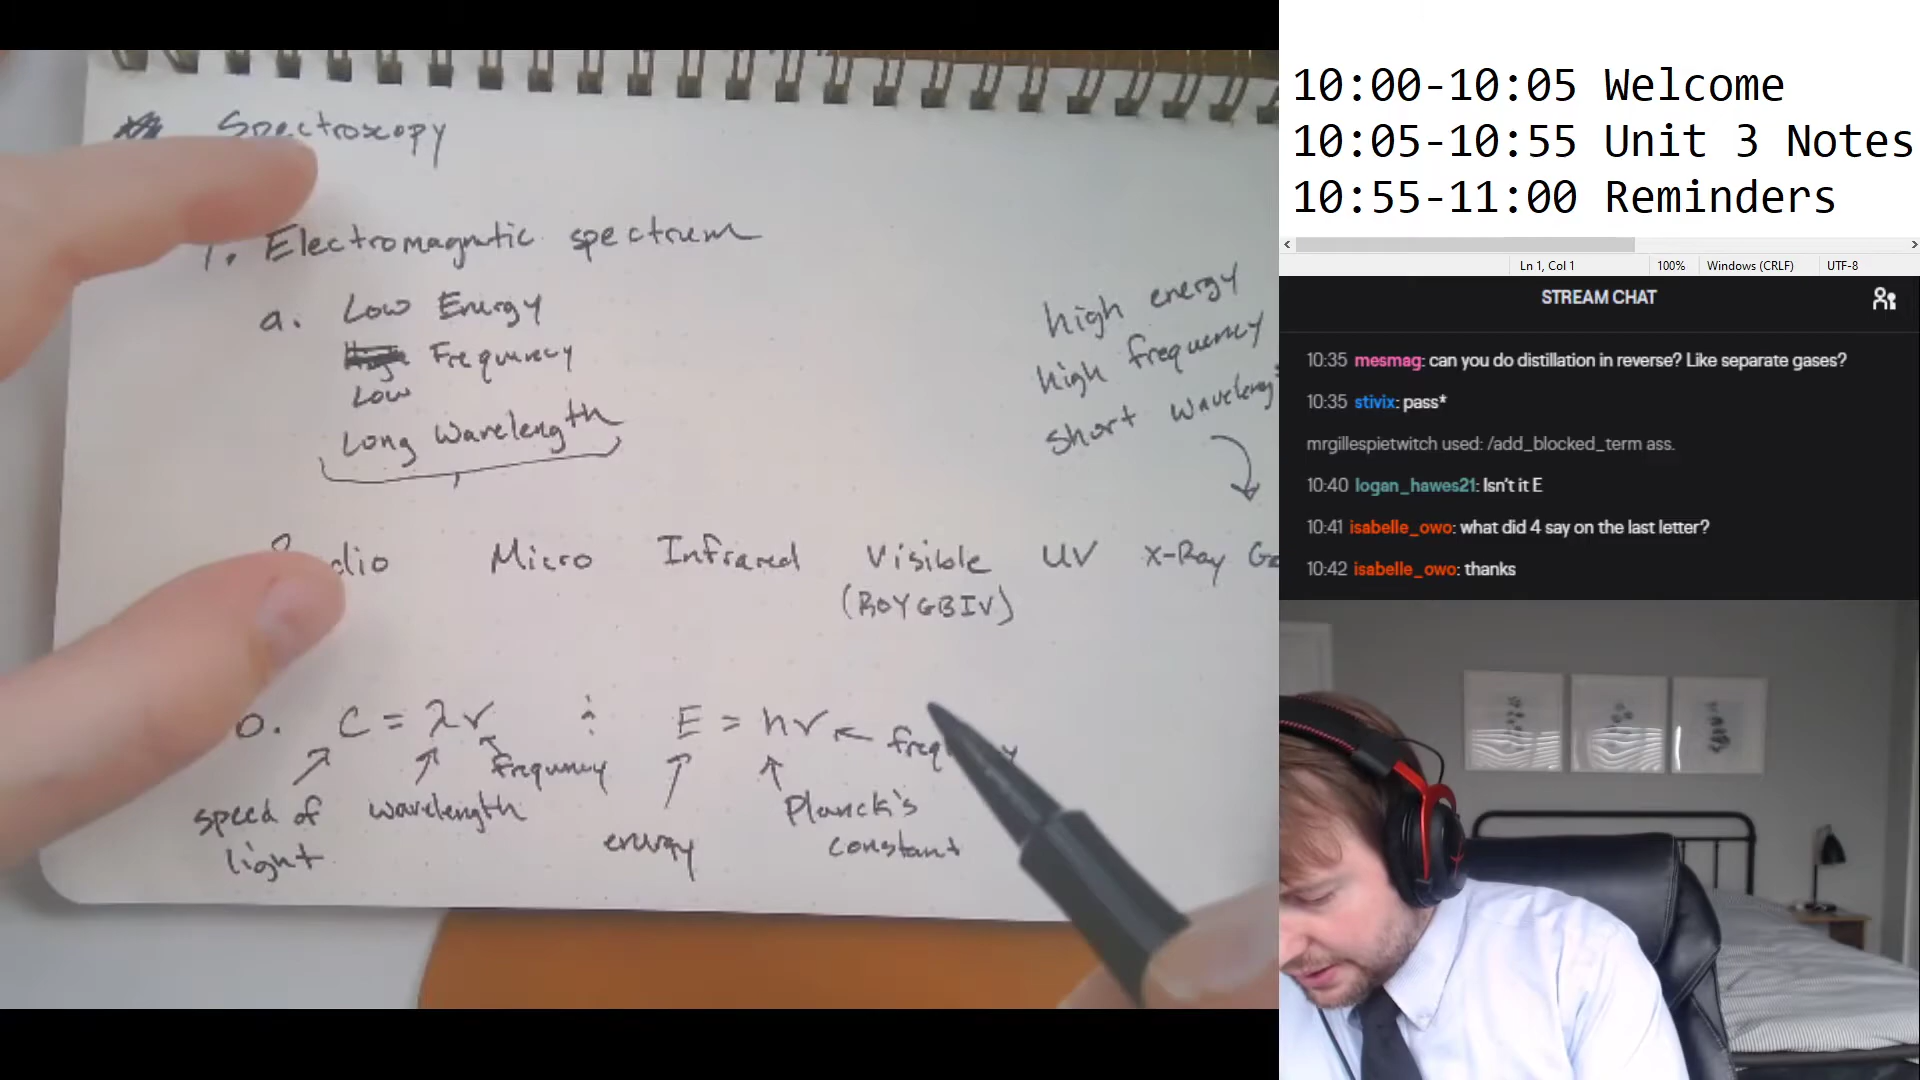 Spectroscopy
1. Electromagnetic spectrum
a. Low Energy
Frequency
Low
Long Wavelength
high energy
high frequency
short
Micro Infrared Visible UV X-Ray
(ROYGBIV)
C = λν ; E = hν ←
frequency
speed of light
wavelength
energy
Planck's constant
10:00-10:05 Welcome
10:05-10:55 Unit 3 Notes
10:55-11:00 Reminders
Ln 1, Col 1 100% Windows (CRLF) UTF-8
STREAM CHAT
10:35 mesmag: can you do distillation in reverse? Like separate gases?
10:35 stivix: pass*
mrgillespietwitch used: /add_blocked_term ass.
10:40 logan_hawes21: Isn't it E
10:41 isabelle_owo: what did 4 say on the last letter?
10:42 isabelle_owo: thanks